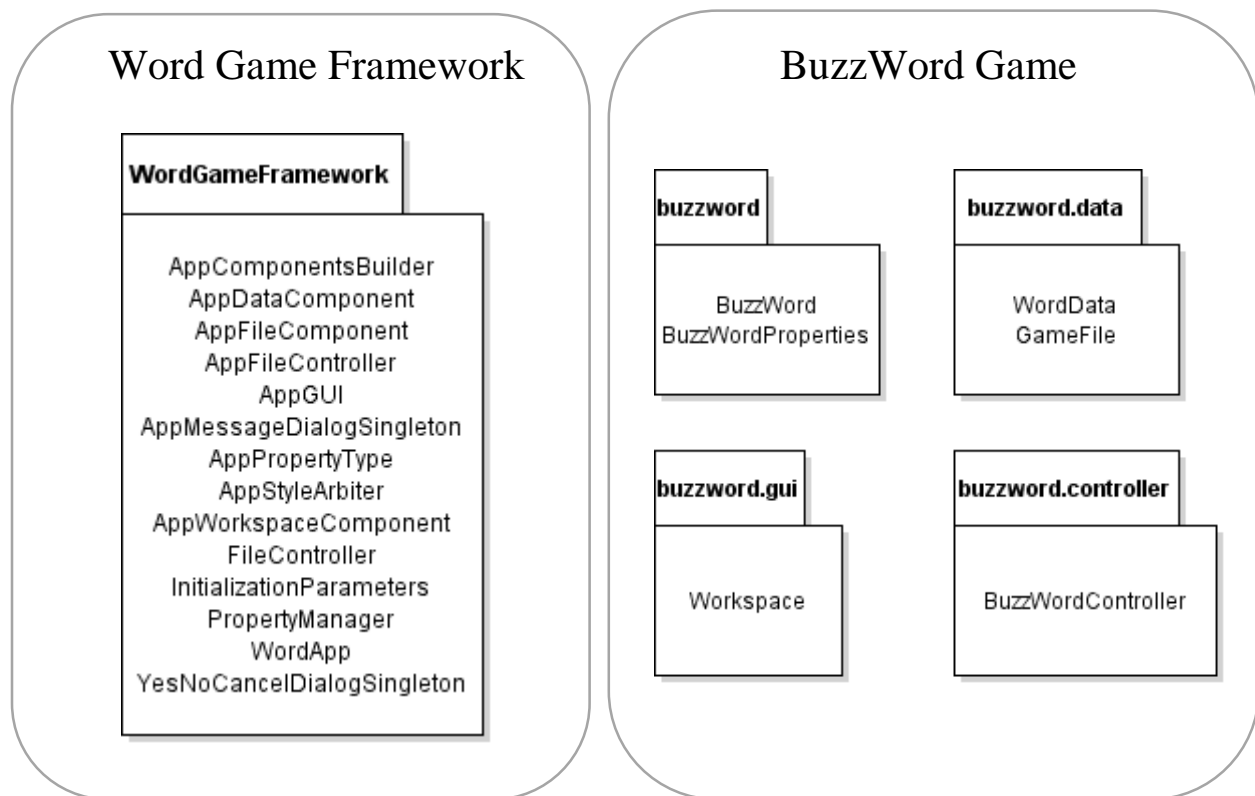 Word Game Framework
WordGameFramework
AppComponentsBuilder
AppDataComponent
AppFileComponent
AppFileController
AppGUI
AppMessageDialogSingleton
AppPropertyType
AppStyleArbiter
AppWorkspaceComponent
FileController
InitializationParameters
PropertyManager
WordApp
YesNoCancelDialogSingleton
BuzzWord Game
buzzword
BuzzWord
BuzzWordProperties
buzzword.data
WordData
GameFile
buzzword.gui
Workspace
buzzword.controller
BuzzWordController